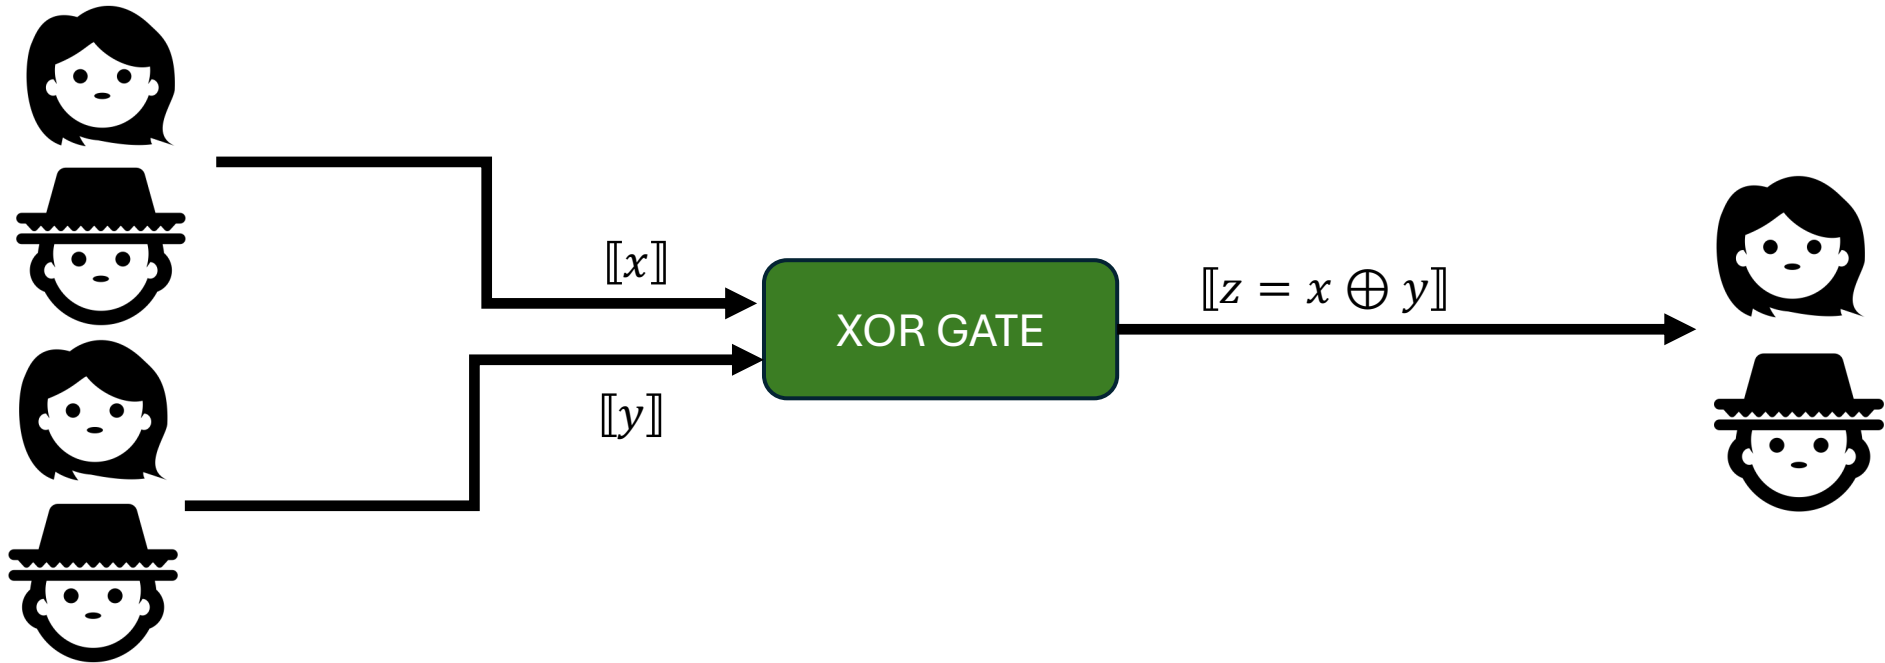 ⟦x⟧
XOR GATE
⟦z = x ⊕ y⟧
⟦y⟧